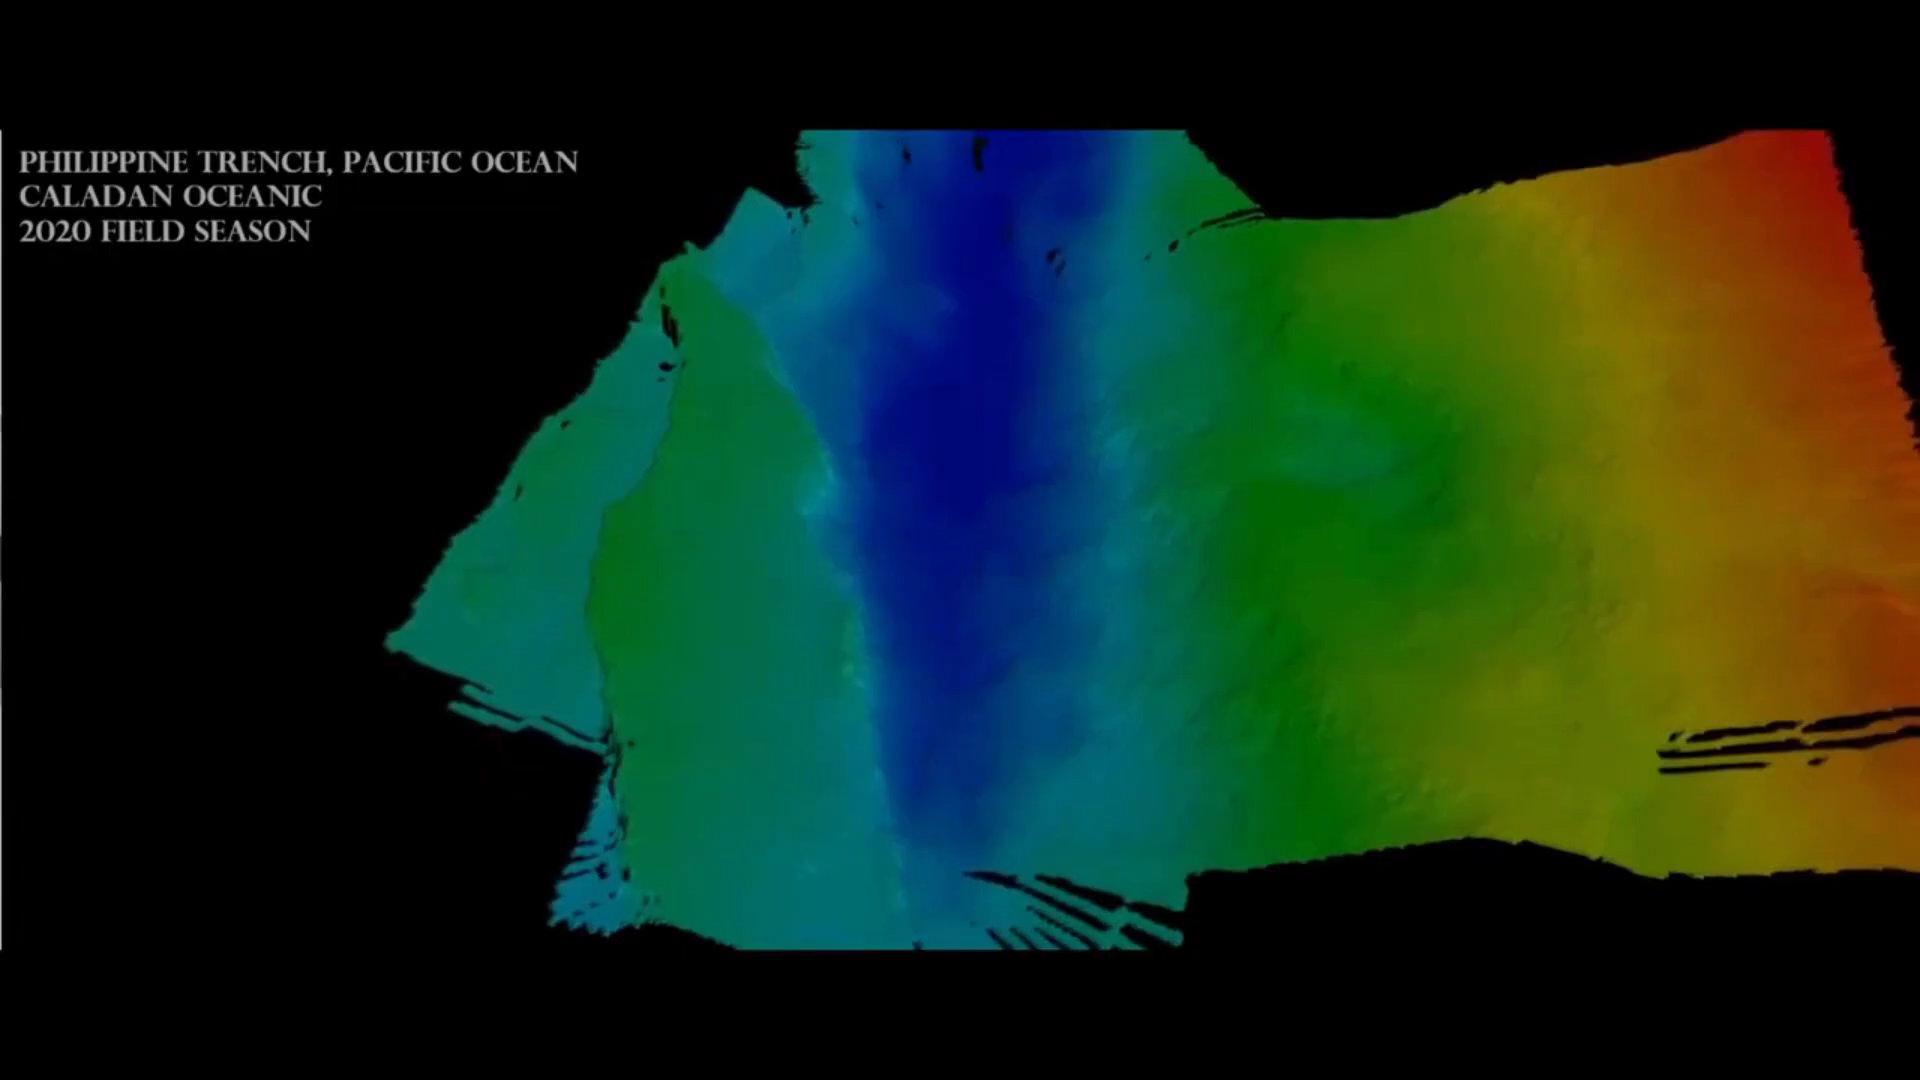 PHILIPPINE TRENCH, PACIFIC OCEAN
CALADAN OCEANIC
2020 FIELD SEASON